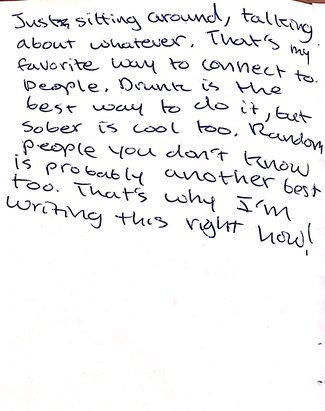 Just sitting around, talking
about whatever. That's my
favorite way to connect to
people. Drunk is the
best way to do it, but
sober is cool too. Random
people you don't know
is probably another best
too. That's why I'm
writing this right now!